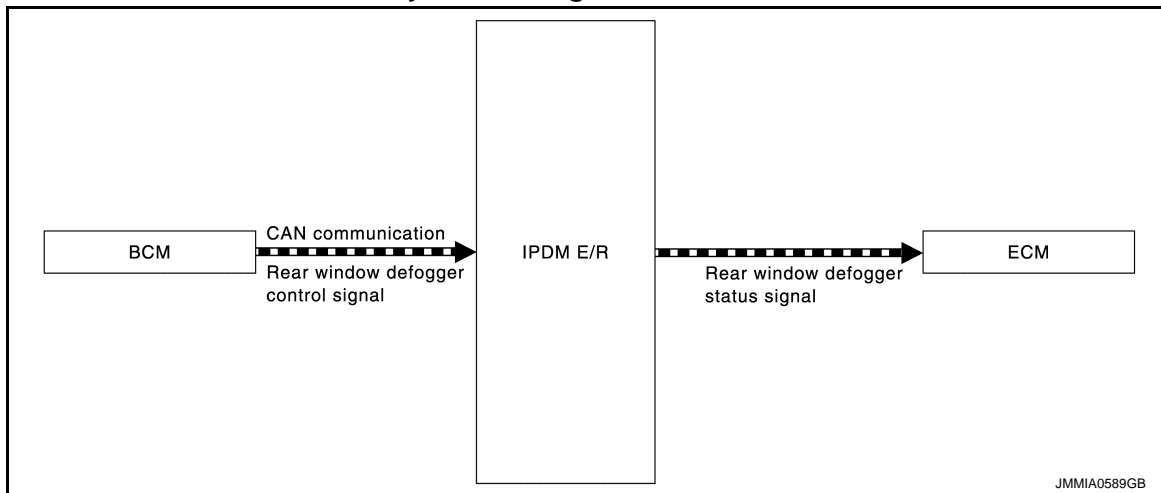 BCM
CAN communication
Rear window defogger
control signal
IPDM E/R
Rear window defogger
status signal
ECM
JMMIA0589GB